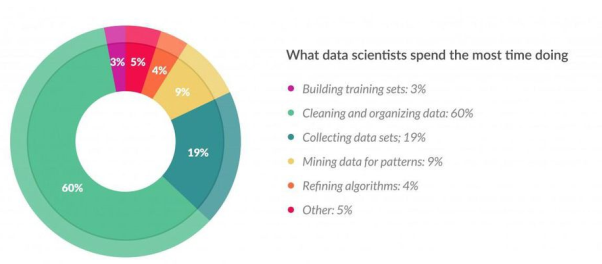 What data scientists spend the most time doing
3%
5%
4%
9%
19%
60%
Building training sets: 3%
Cleaning and organizing data: 60%
Collecting data sets; 19%
Mining data for patterns: 9%
Refining algorithms: 4%
Other: 5%